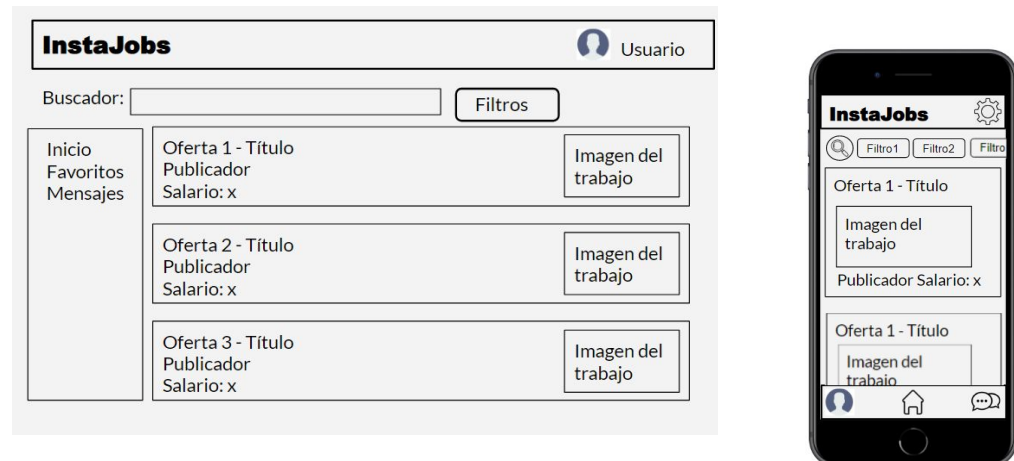 InstaJobs
Usuario
Buscador:
Filtros
Inicio
Favoritos
Mensajes
Oferta 1 - Título
Publicador
Salario: x
Imagen del
trabajo
Oferta 2 - Título
Publicador
Salario: x
Imagen del
trabajo
Oferta 3 - Título
Publicador
Salario: x
Imagen del
trabajo
InstaJobs
Filtro1
Filtro2
Filtro
Oferta 1 - Título
Imagen del
trabajo
Publicador Salario: x
Oferta 1 - Título
Imagen del
trabajo